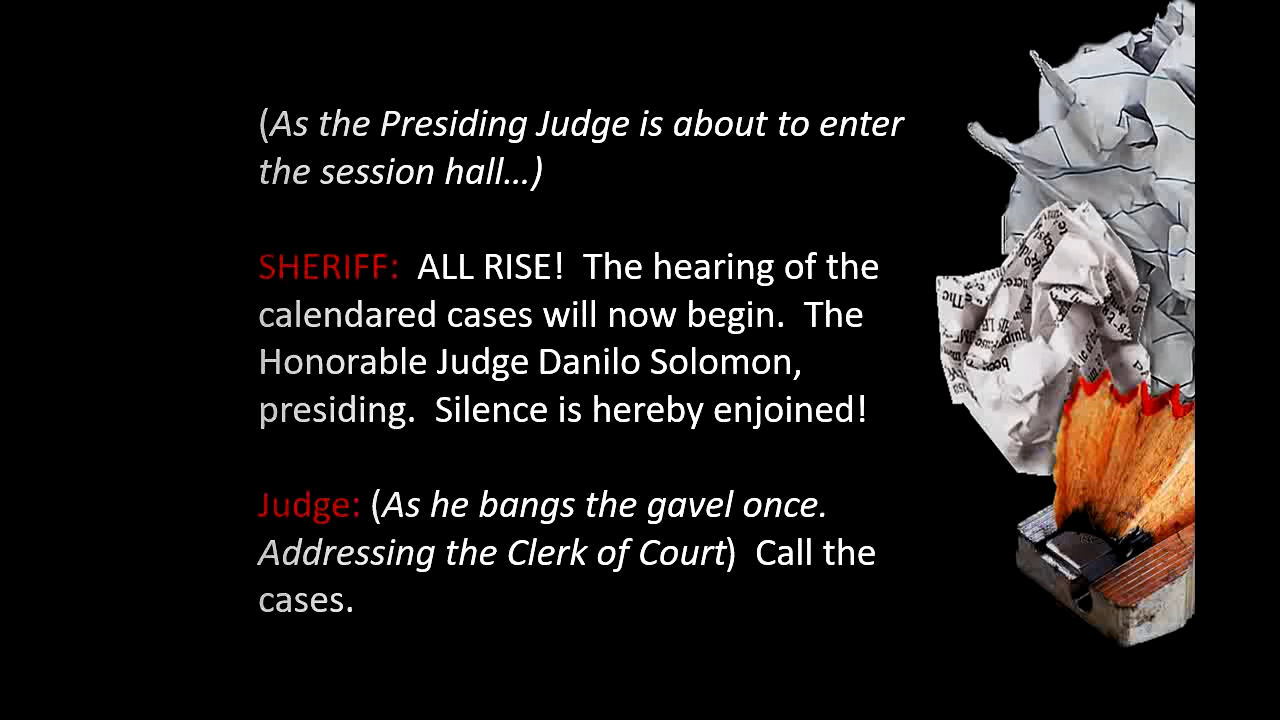 (As the Presiding Judge is about to enter
the session hall...)
SHERIFF:  ALL RISE!  The hearing of the
calendared cases will now begin.  The
Honorable Judge Danilo Solomon,
presiding.  Silence is hereby enjoined!
Judge: (As he bangs the gavel once.
Addressing the Clerk of Court)  Call the
cases.